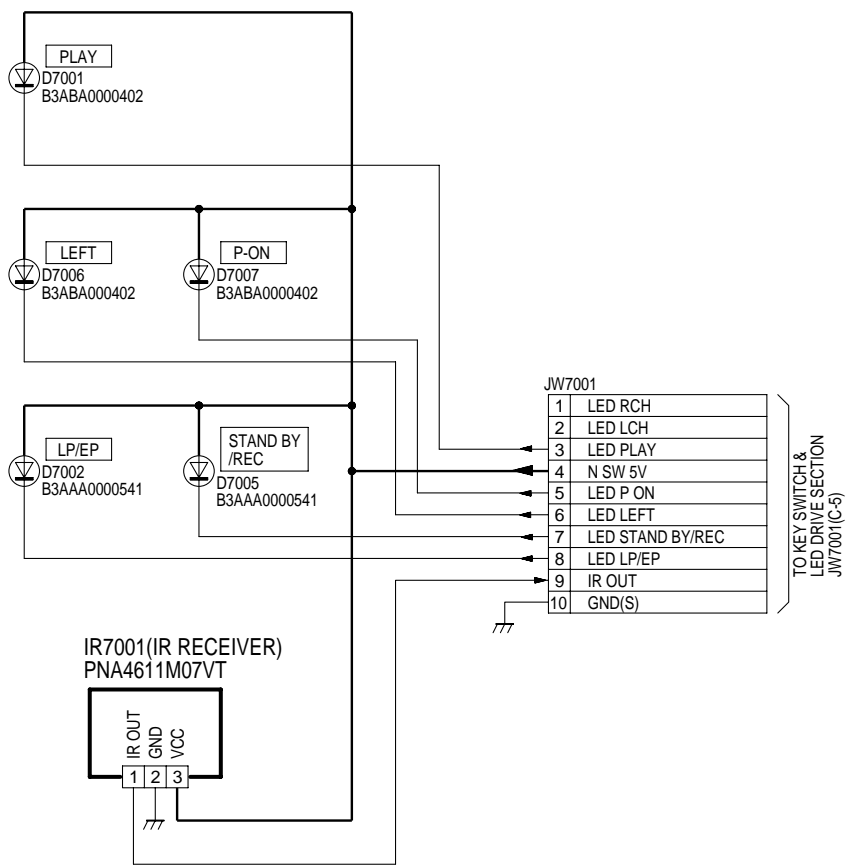 PLAY
D7001
B3ABA0000402
LEFT
D7006
B3ABA000402
P-ON
D7007
B3ABA0000402
LP/EP
D7002
B3AAA0000541
STAND BY
/REC
D7005
B3AAA0000541
JW7001
1 LED RCH
2 LED LCH
3 LED PLAY
4 N SW 5V
5 LED P ON
6 LED LEFT
7 LED STAND BY/REC
8 LED LP/EP
9 IR OUT
10 GND(S)
TO KEY SWITCH &
LED DRIVE SECTION
JW7001(C-5)
IR7001(IR RECEIVER)
PNA4611M07VT
IR OUT
GND
VCC
1 2 3